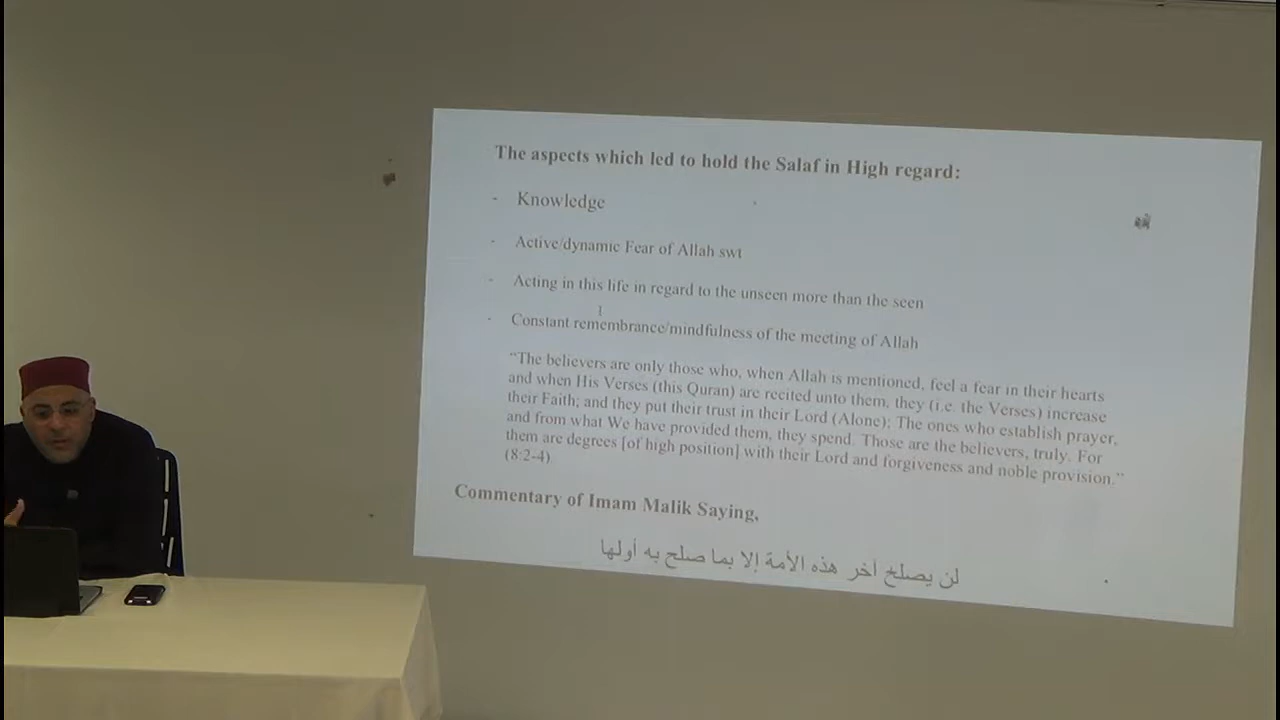 The aspects which led to hold the Salaf in High regard:
- Knowledge
- Active/dynamic Fear of Allah swt
- Acting in this life in regard to the unseen more than the seen
- Constant remembrance/mindfulness of the meeting of Allah
“The believers are only those who, when Allah is mentioned, feel a fear in their hearts
and when His Verses (this Quran) are recited unto them, they (i.e. the Verses) increase
their Faith; and they put their trust in their Lord (Alone); The ones who establish prayer,
and from what We have provided them, they spend. Those are the believers, truly. For
them are degrees [of high position] with their Lord and forgiveness and noble provision.”
(8:2-4)
Commentary of Imam Malik Saying,
لن يصلح آخر هذه الأمة إلا بما صلح به أولها